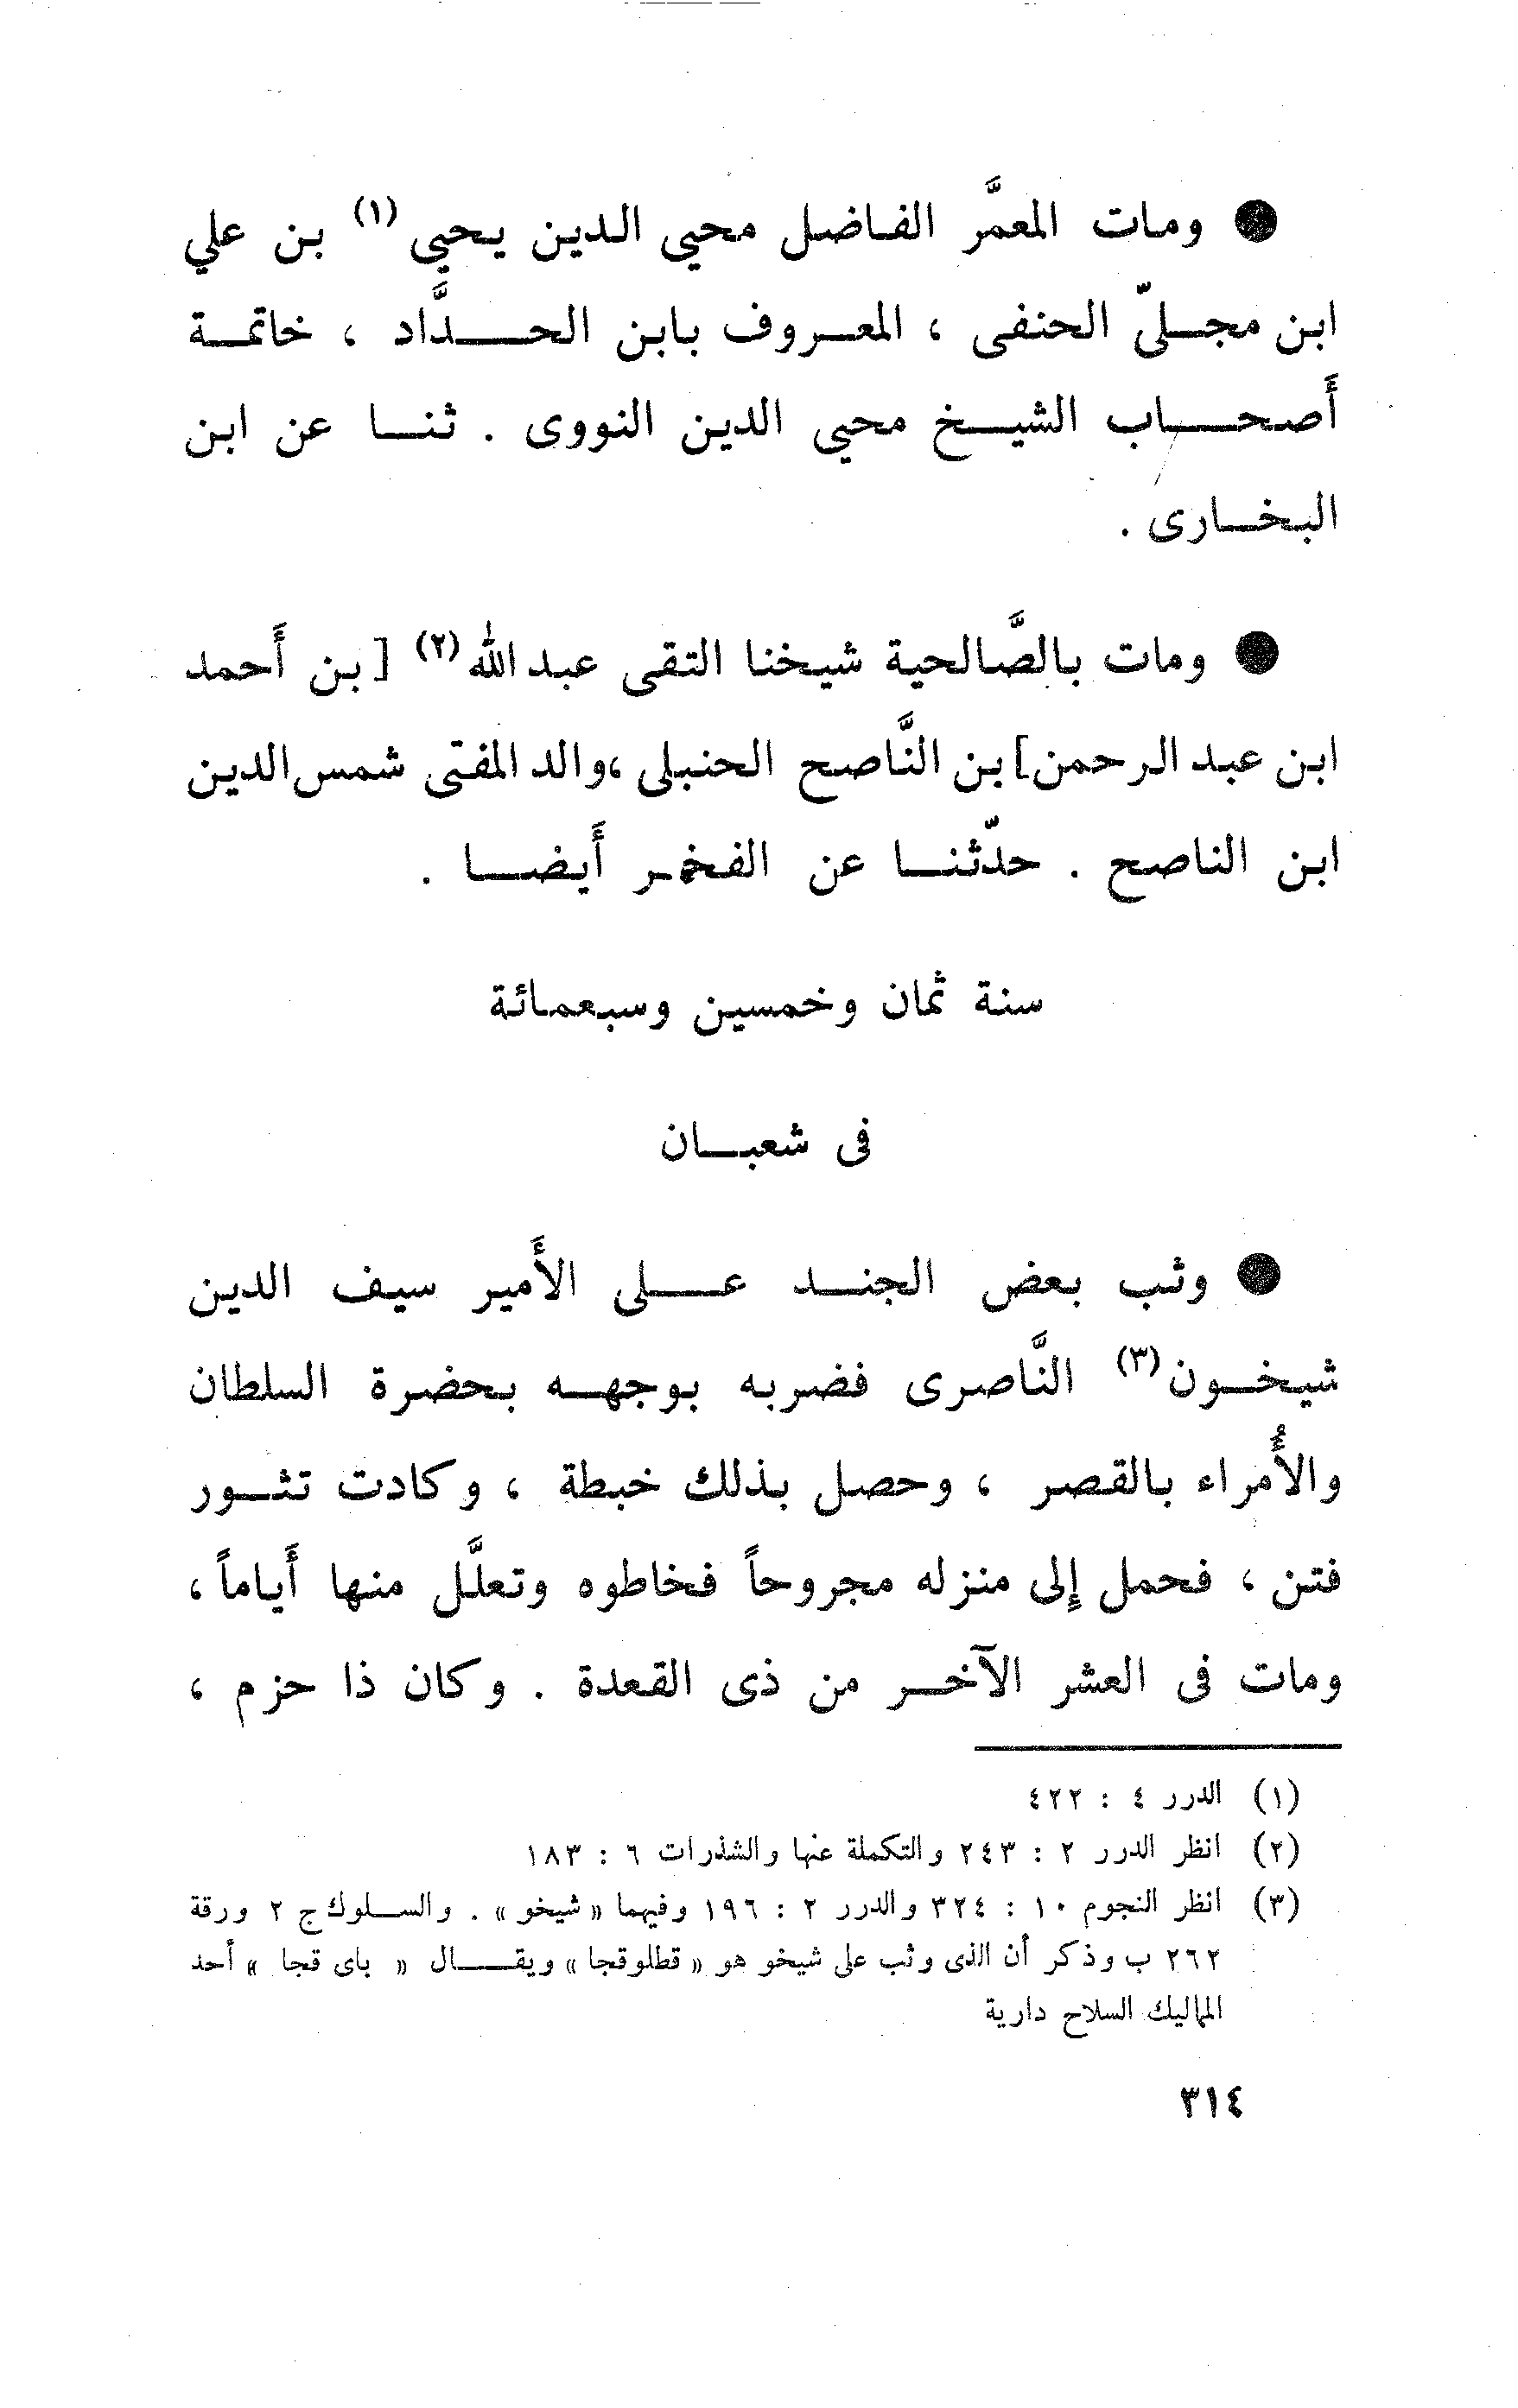 ● ومات المعمَّر الفاضل محيي الدين يحيي (١) بن علي
ابن مجلىّ الحنفى ، المعروف بابن الحدَّاد ، خاتمة
أَصحاب الشيخ محيي الدين النووى . ثنا عن ابن
البخارى .
● ومات بالصَّالحية شيخنا التقى عبد الله (٢) [ بن أَحمد
ابن عبد الرحمن] بن النَّاصح الحنبلى ، والد المفتى شمس الدين
ابن الناصح . حدّثنا عن الفخر أَيضا .
سنة ثمان وخمسين وسبعمائة
فى شعبان
● وثب بعض الجند على الأَمير سيف الدين
شيخون (٣) النَّاصرى فضربه بوجهه بحضرة السلطان
والأُمراء بالقصر ، وحصل بذلك خبطة ، وكادت تثور
فتن ، فحمل إلى منزله مجروحاً فخاطوه وتعلَّل منها أَياماً ،
ومات فى العشر الآخر من ذى القعدة . وكان ذا حزم ،
(١) الدرر ٤ : ٤٢٢
(٢) انظر الدرر ٢ : ٢٤٣ والتكملة عنها والشذرات ٦ : ١٨٣
(٣) انظر النجوم ١٠ : ٣٢٤ والدرر ٢ : ١٩٦ وفيهما « شيخو » . والسلوك ج ٢ ورقة
٢٦٢ ب وذكر أن الذى وثب على شيخو هو « قطلوقجا » ويقال « باى قجا » أحد
المماليك السلاح دارية
٣١٤